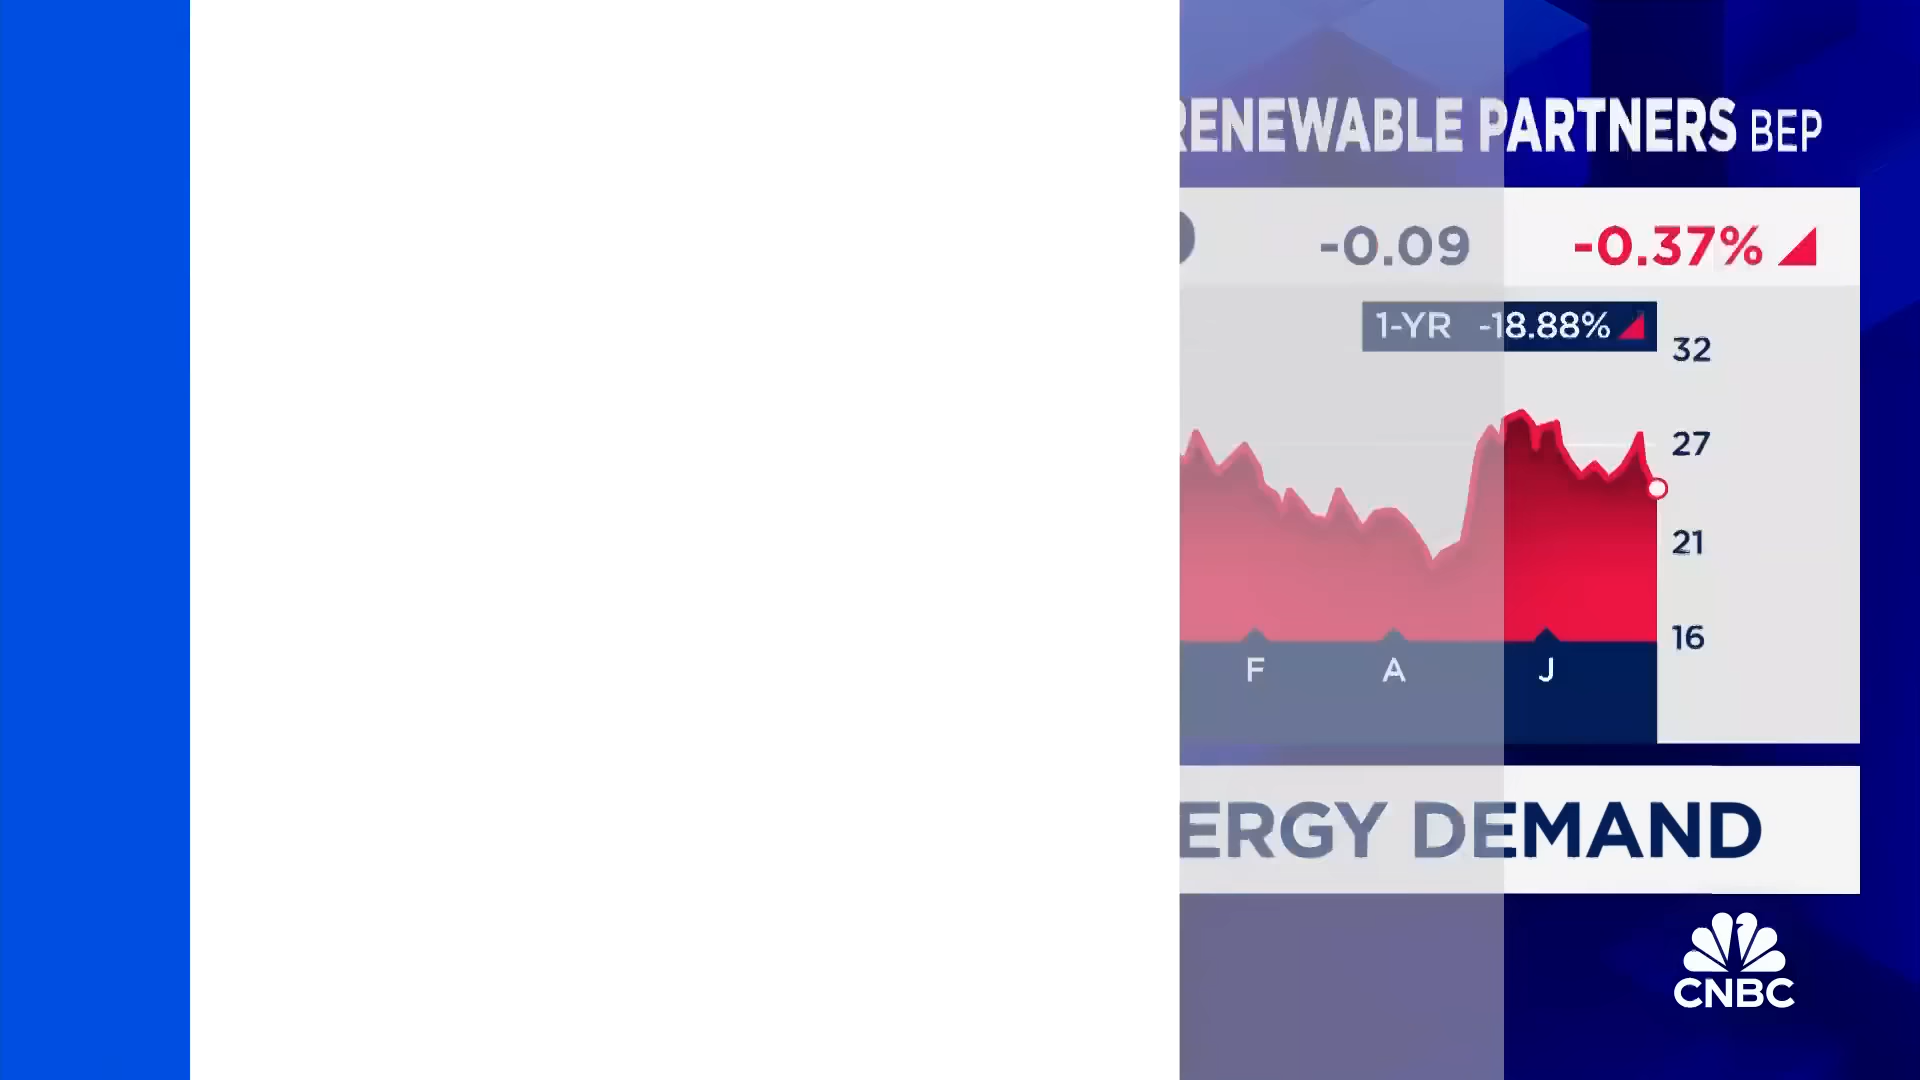 RENEWABLE PARTNERS BEP
-0.09 -0.37%
1-YR -18.88%
32
27
21
16
F A J
ERGY DEMAND
CNBC